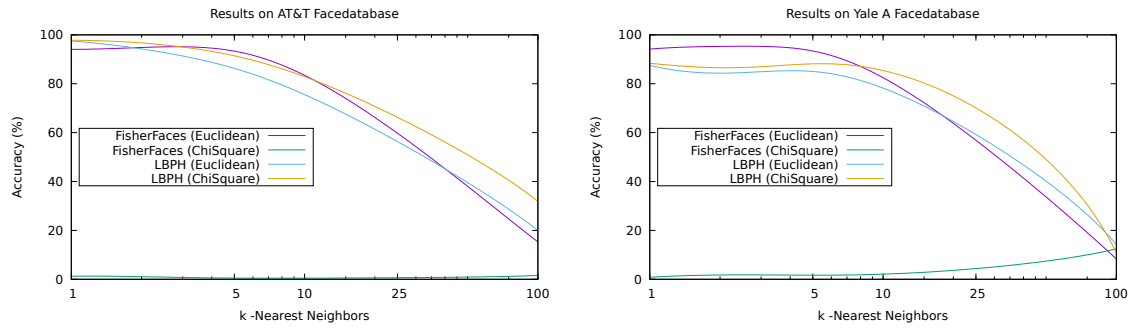 Results on AT&T Facedatabase
100
80
60
40
20
0
Accuracy (%)
FisherFaces (Euclidean)
FisherFaces (ChiSquare)
LBPH (Euclidean)
LBPH (ChiSquare)
1 5 10 25 100
k -Nearest Neighbors
Results on Yale A Facedatabase
100
80
60
40
20
0
Accuracy (%)
FisherFaces (Euclidean)
FisherFaces (ChiSquare)
LBPH (Euclidean)
LBPH (ChiSquare)
1 5 10 25 100
k -Nearest Neighbors